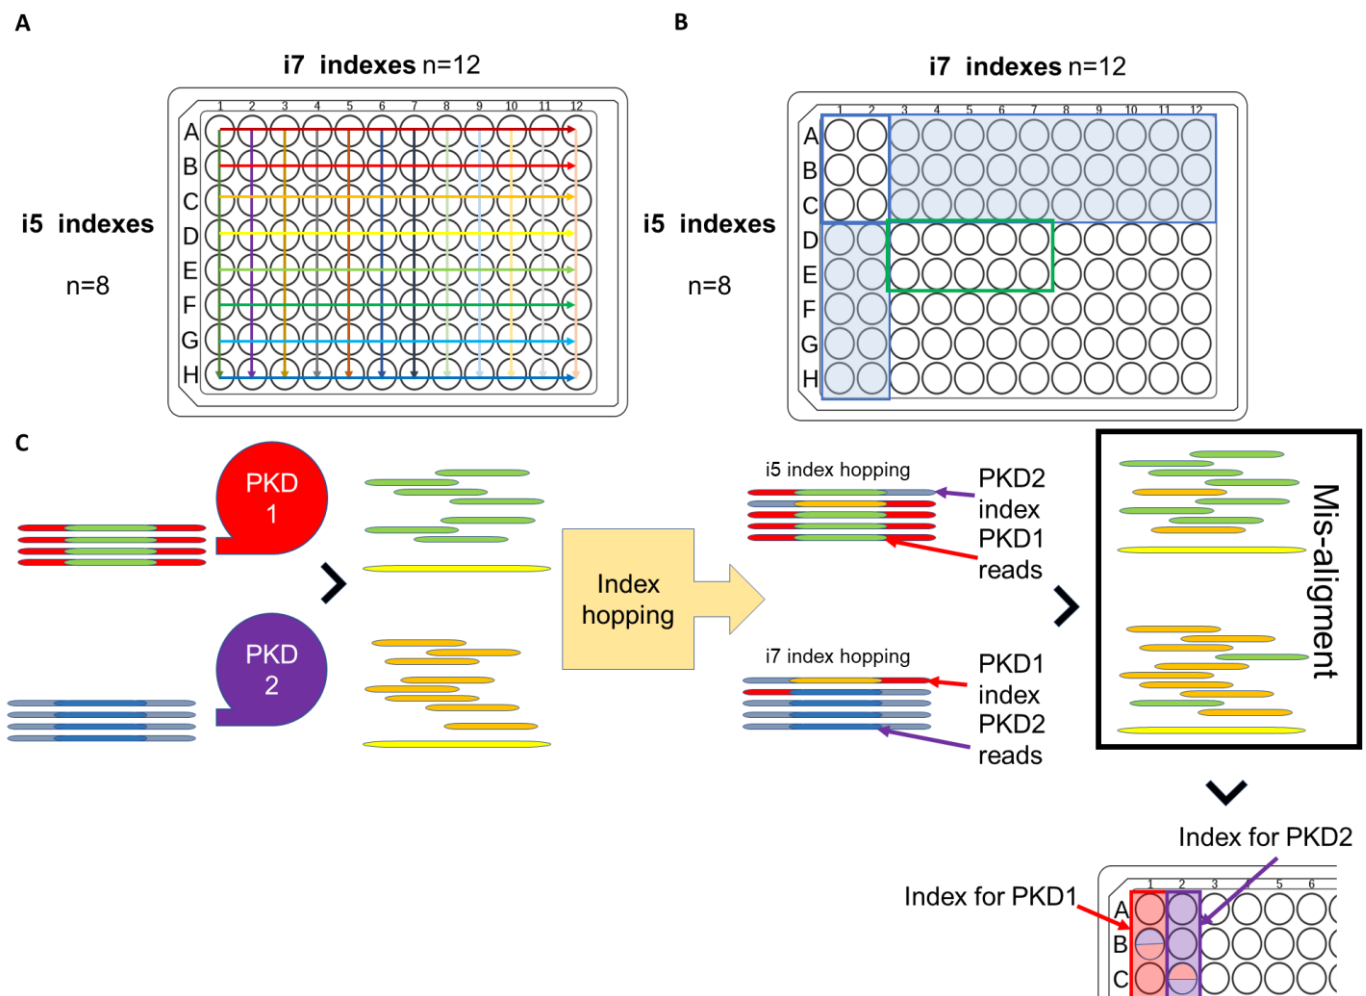 A
i7 indexes n=12
1 2 3 4 5 6 7 8 9 10 11 12
A
B
C
D
E
F
G
H
i5 indexes
n=8
B
i7 indexes n=12
1 2 3 4 5 6 7 8 9 10 11 12
A
B
C
D
E
F
G
H
i5 indexes
n=8
C
PKD
1
PKD
2
Index
hopping
i5 index hopping
PKD2
index
PKD1
reads
i7 index hopping
PKD1
index
PKD2
reads
Mis-aligment
Index for PKD2
Index for PKD1
1 2 3 4 5 6
A
B
C